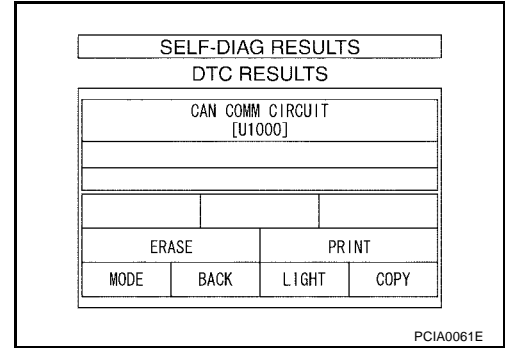 SELF-DIAG RESULTS
DTC RESULTS
CAN COMM CIRCUIT
[U1000]
ERASE PRINT
MODE BACK LIGHT COPY
PCIA0061E